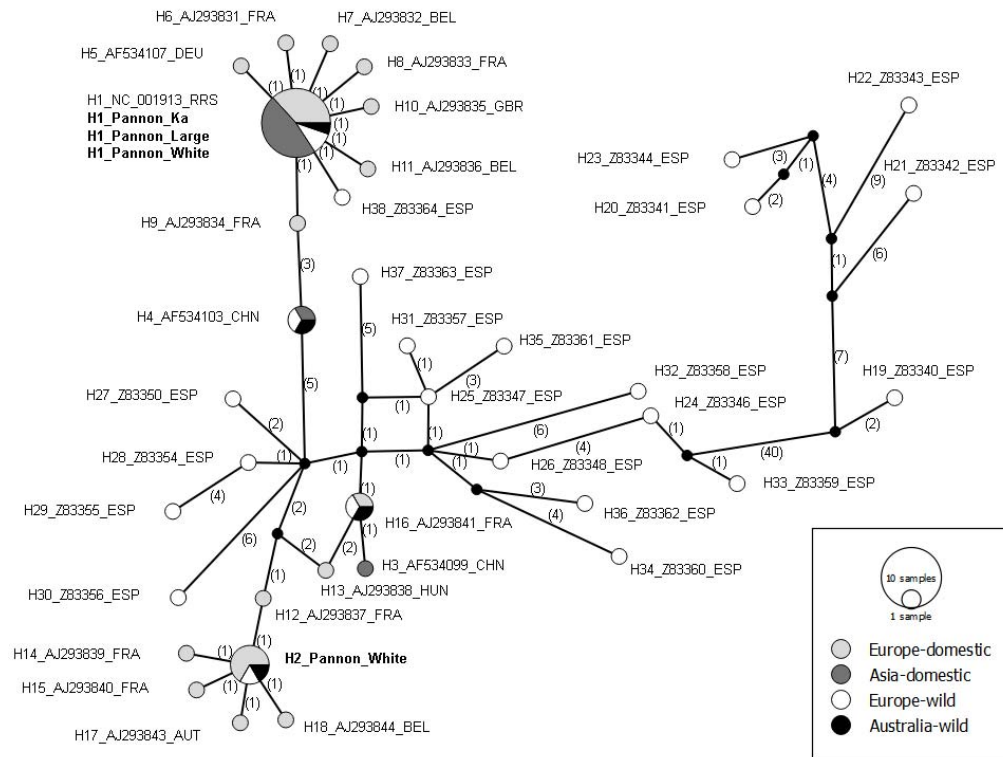 H6_AJ293831_FRA
H7_AJ293832_BEL
H5_AF534107_DEU
H8_AJ293833_FRA
H1_NC_001913_RRS
H1_Pannon_Ka
H1_Pannon_Large
H1_Pannon_White
H10_AJ293835_GBR
H11_AJ293836_BEL
H38_Z83364_ESP
(1)
(1)
(1)
(1)
(1)
(1)
(1)
(1)
(1)
H9_AJ293834_FRA
(3)
H4_AF534103_CHN
(5)
H22_Z83343_ESP
H23_Z83344_ESP
(3)
(1)
(4)
(9)
H21_Z83342_ESP
H20_Z83341_ESP
(2)
(1)
(6)
(7)
H37_Z83363_ESP
(5)
H31_Z83357_ESP
H35_Z83361_ESP
(1)
(3)
H25_Z83347_ESP
(1)
H32_Z83358_ESP
H24_Z83346_ESP
H19_Z83340_ESP
(2)
(40)
(1)
(1)
H33_Z83359_ESP
H27_Z83350_ESP
(2)
H28_Z83354_ESP
(1)
(1)
(1)
(1)
(1)
(1)
(6)
(4)
H26_Z83348_ESP
(1)
(3)
H36_Z83362_ESP
(4)
H34_Z83360_ESP
(4)
H29_Z83355_ESP
(6)
H30_Z83356_ESP
(2)
(1)
H16_AJ293841_FRA
(1)
H3_AF534099_CHN
(2)
(2)
H13_AJ293838_HUN
(1)
H12_AJ293837_FRA
(1)
H14_AJ293839_FRA
(1)
H2_Pannon_White
H15_AJ293840_FRA
(1)
(1)
(1)
H17_AJ293843_AUT
H18_AJ293844_BEL
10 samples
1 sample
Europe-domestic
Asia-domestic
Europe-wild
Australia-wild